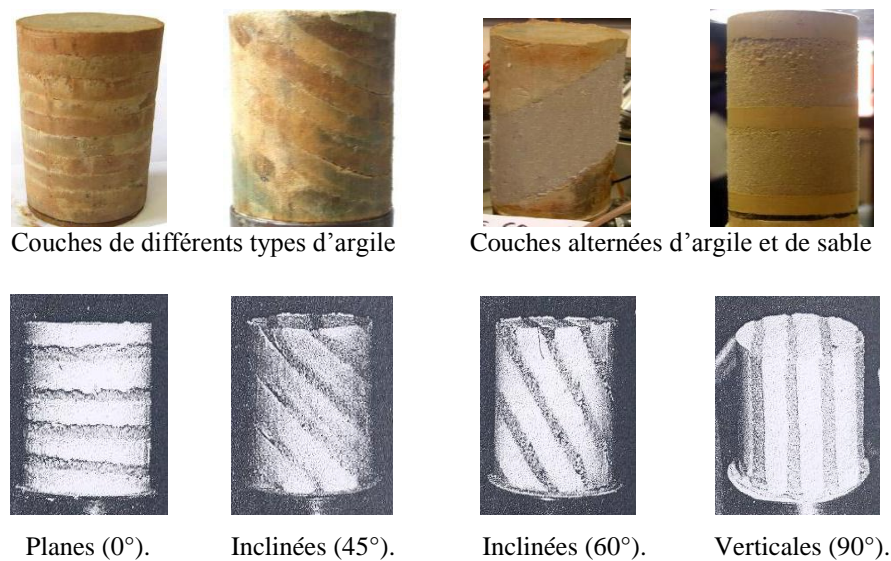 Couches de différents types d’argile
Couches alternées d’argile et de sable
Planes (0°).
Inclinées (45°).
Inclinées (60°).
Verticales (90°).